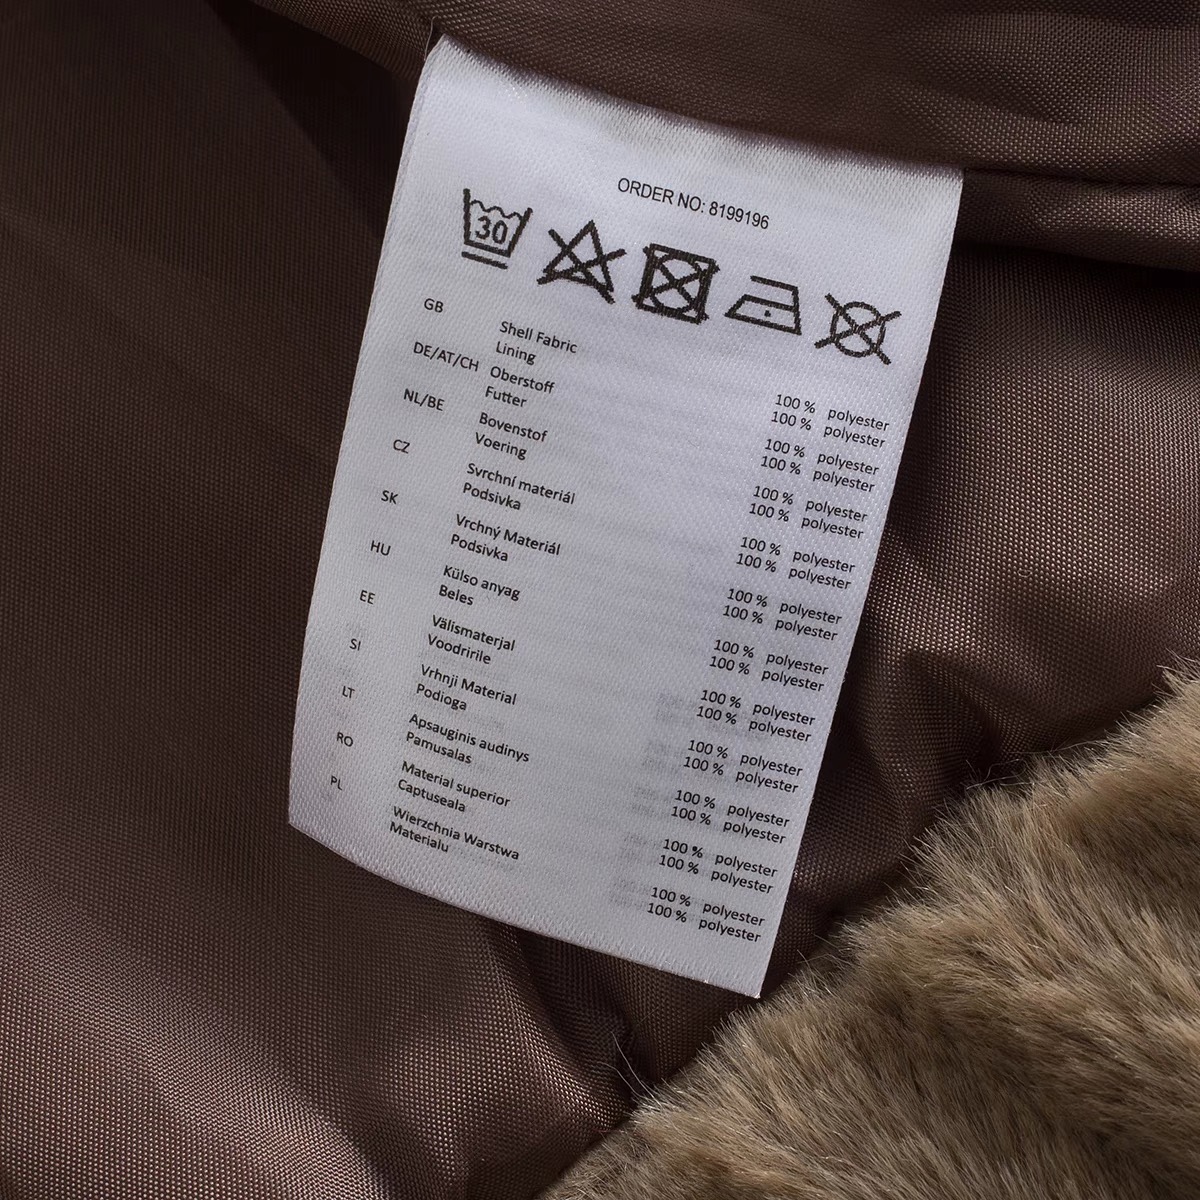 ORDER NO: 8199196
30
GB Shell Fabric 100 % polyester
Lining 100 % polyester
DE/AT/CH Oberstoff 100 % polyester
Futter 100 % polyester
NL/BE Bovenstof 100 % polyester
Voering 100 % polyester
CZ Svrchní materiál 100 % polyester
Podsivka 100 % polyester
SK Vrchný Materiál 100 % polyester
Podsivka 100 % polyester
HU Külso anyag 100 % polyester
Beles 100 % polyester
EE Välismaterjal 100 % polyester
Voodririle 100 % polyester
SI Vrhnji Material 100 % polyester
Podioga 100 % polyester
LT Apsauginis audinys 100 % polyester
Pamusalas 100 % polyester
RO Material superior 100 % polyester
Captuseala 100 % polyester
PL Wierzchnia Warstwa 100 % polyester
Materialu 100 % polyester